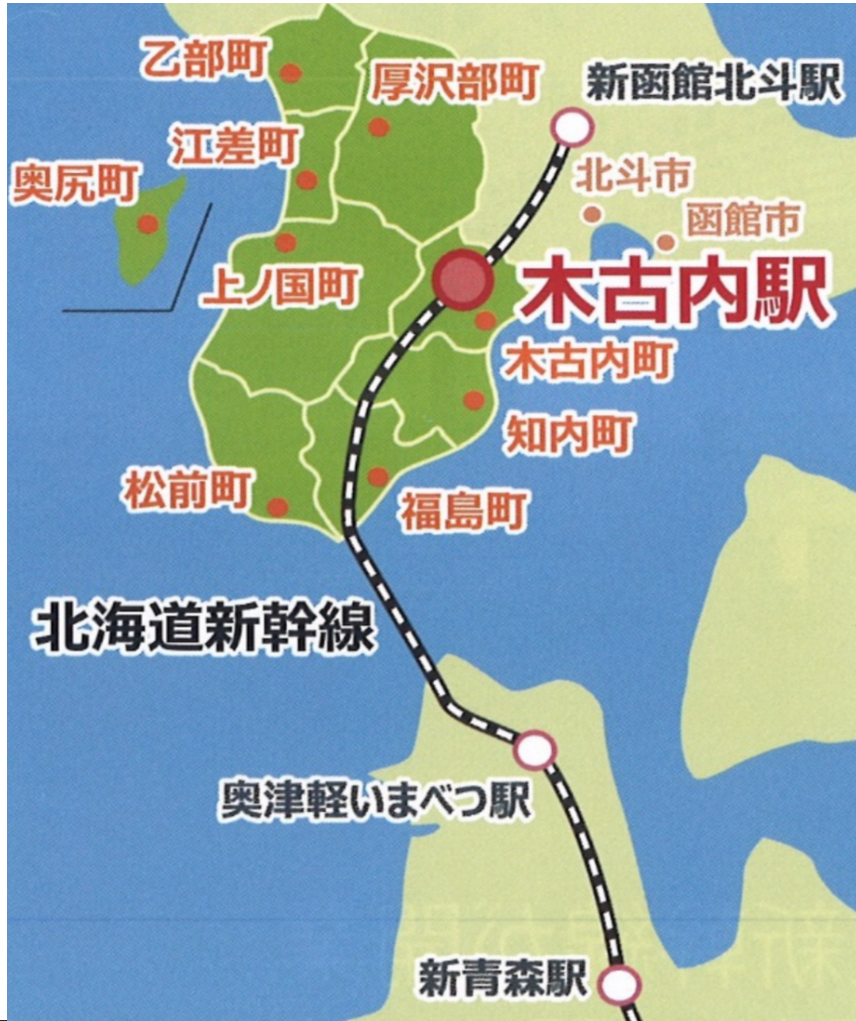 乙部町
厚沢部町
新函館北斗駅
江差町
北斗市
奥尻町
函館市
上ノ国町
木古内駅
木古内町
知内町
松前町
福島町
北海道新幹線
奥津軽いまべつ駅
新青森駅